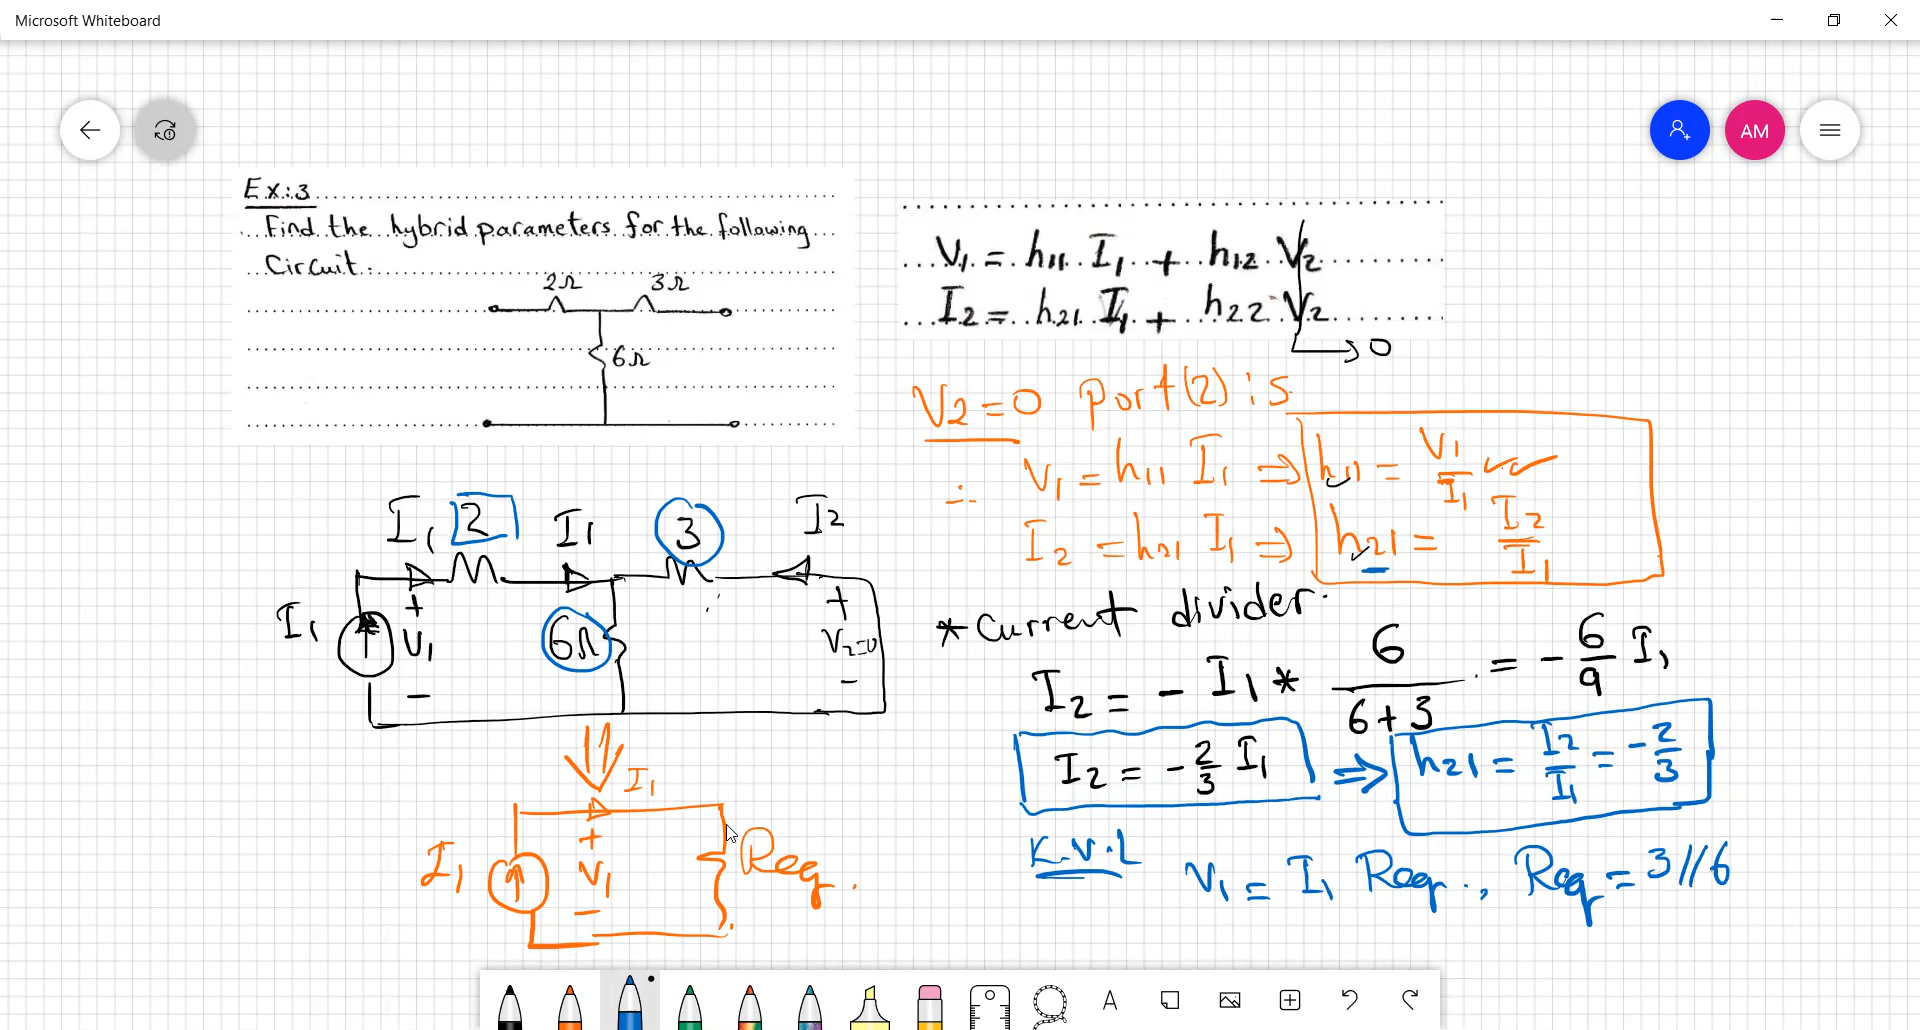 Microsoft Whiteboard
AM
Ex:3
Find the hybrid parameters for the following
Circuit.
2Ω 3Ω
6Ω
V1 = h11 I1 + h12 V2
I2 = h21 I1 + h22 V2
→ 0
V2=0 port(2): s.
∴ V1 = h11 I1 ⇒ h11 = V1/I1
I2 = h21 I1 ⇒ h21 = I2/I1
I1 2 I1 3 I2
I1 + V1 − 6Ω + V2=0 −
* Current divider.
I2 = - I1 * 6/(6+3) = - 6/9 I1
I2 = - 2/3 I1 ⇒ h21 = I2/I1 = - 2/3
I1
I1 + V1 − Req.
K.V.L
V1 = I1 Req., Req = 3//6
A